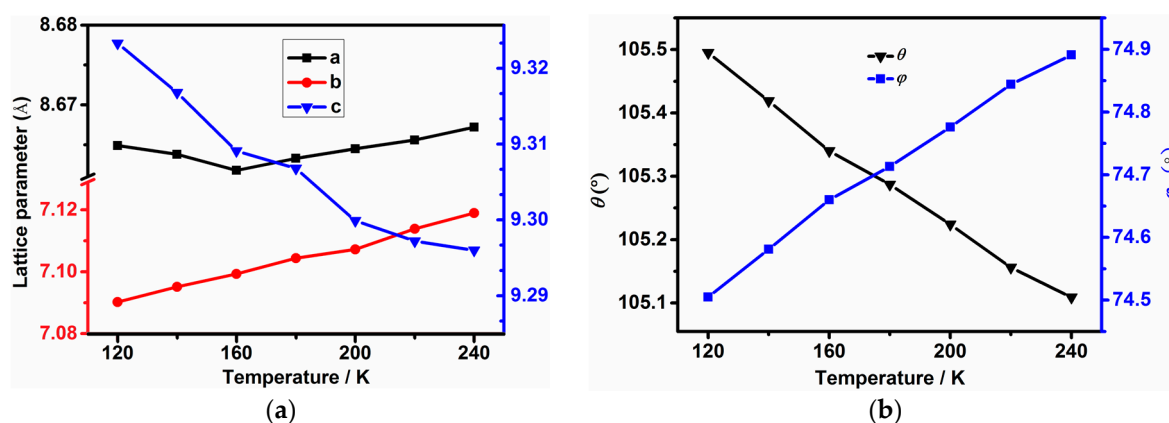 8.68
8.67
7.12
7.10
7.08
Lattice parameter (Å)
a
b
c
9.32
9.31
9.30
9.29
120 160 200 240
Temperature / K
(a)
105.5
105.4
105.3
105.2
105.1
θ (°)
θ
φ
74.9
74.8
74.7
74.6
74.5
(°)
120 160 200 240
Temperature / K
(b)